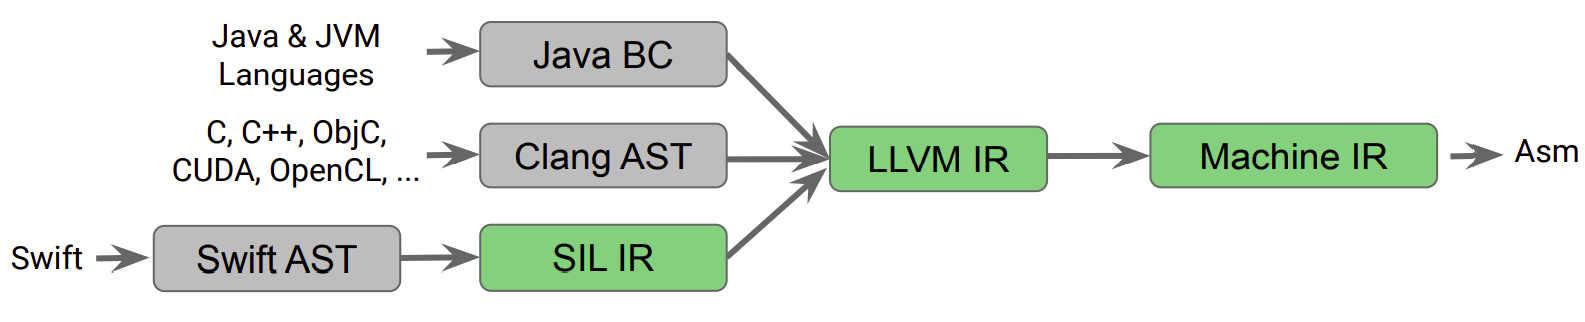 Java & JVM
Languages
Java BC
C, C++, ObjC,
CUDA, OpenCL, ...
Clang AST
Swift
Swift AST
SIL IR
LLVM IR
Machine IR
Asm